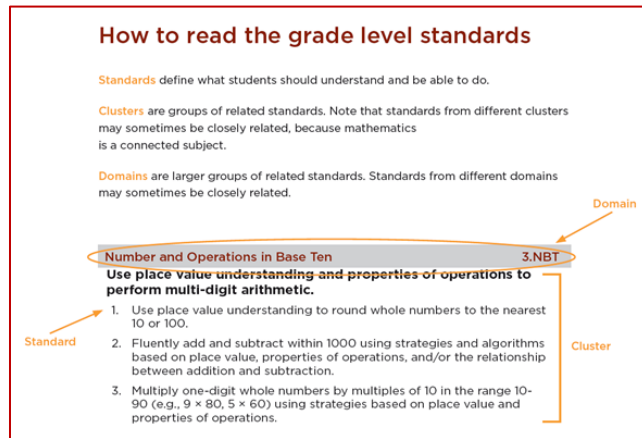 How to read the grade level standards
Standards define what students should understand and be able to do.
Clusters are groups of related standards. Note that standards from different clusters
may sometimes be closely related, because mathematics
is a connected subject.
Domains are larger groups of related standards. Standards from different domains
may sometimes be closely related.
Domain
Number and Operations in Base Ten 3.NBT
Use place value understanding and properties of operations to
perform multi-digit arithmetic.
1. Use place value understanding to round whole numbers to the nearest
10 or 100.
Standard
2. Fluently add and subtract within 1000 using strategies and algorithms
based on place value, properties of operations, and/or the relationship
between addition and subtraction.
Cluster
3. Multiply one-digit whole numbers by multiples of 10 in the range 10-
90 (e.g., 9 × 80, 5 × 60) using strategies based on place value and
properties of operations.